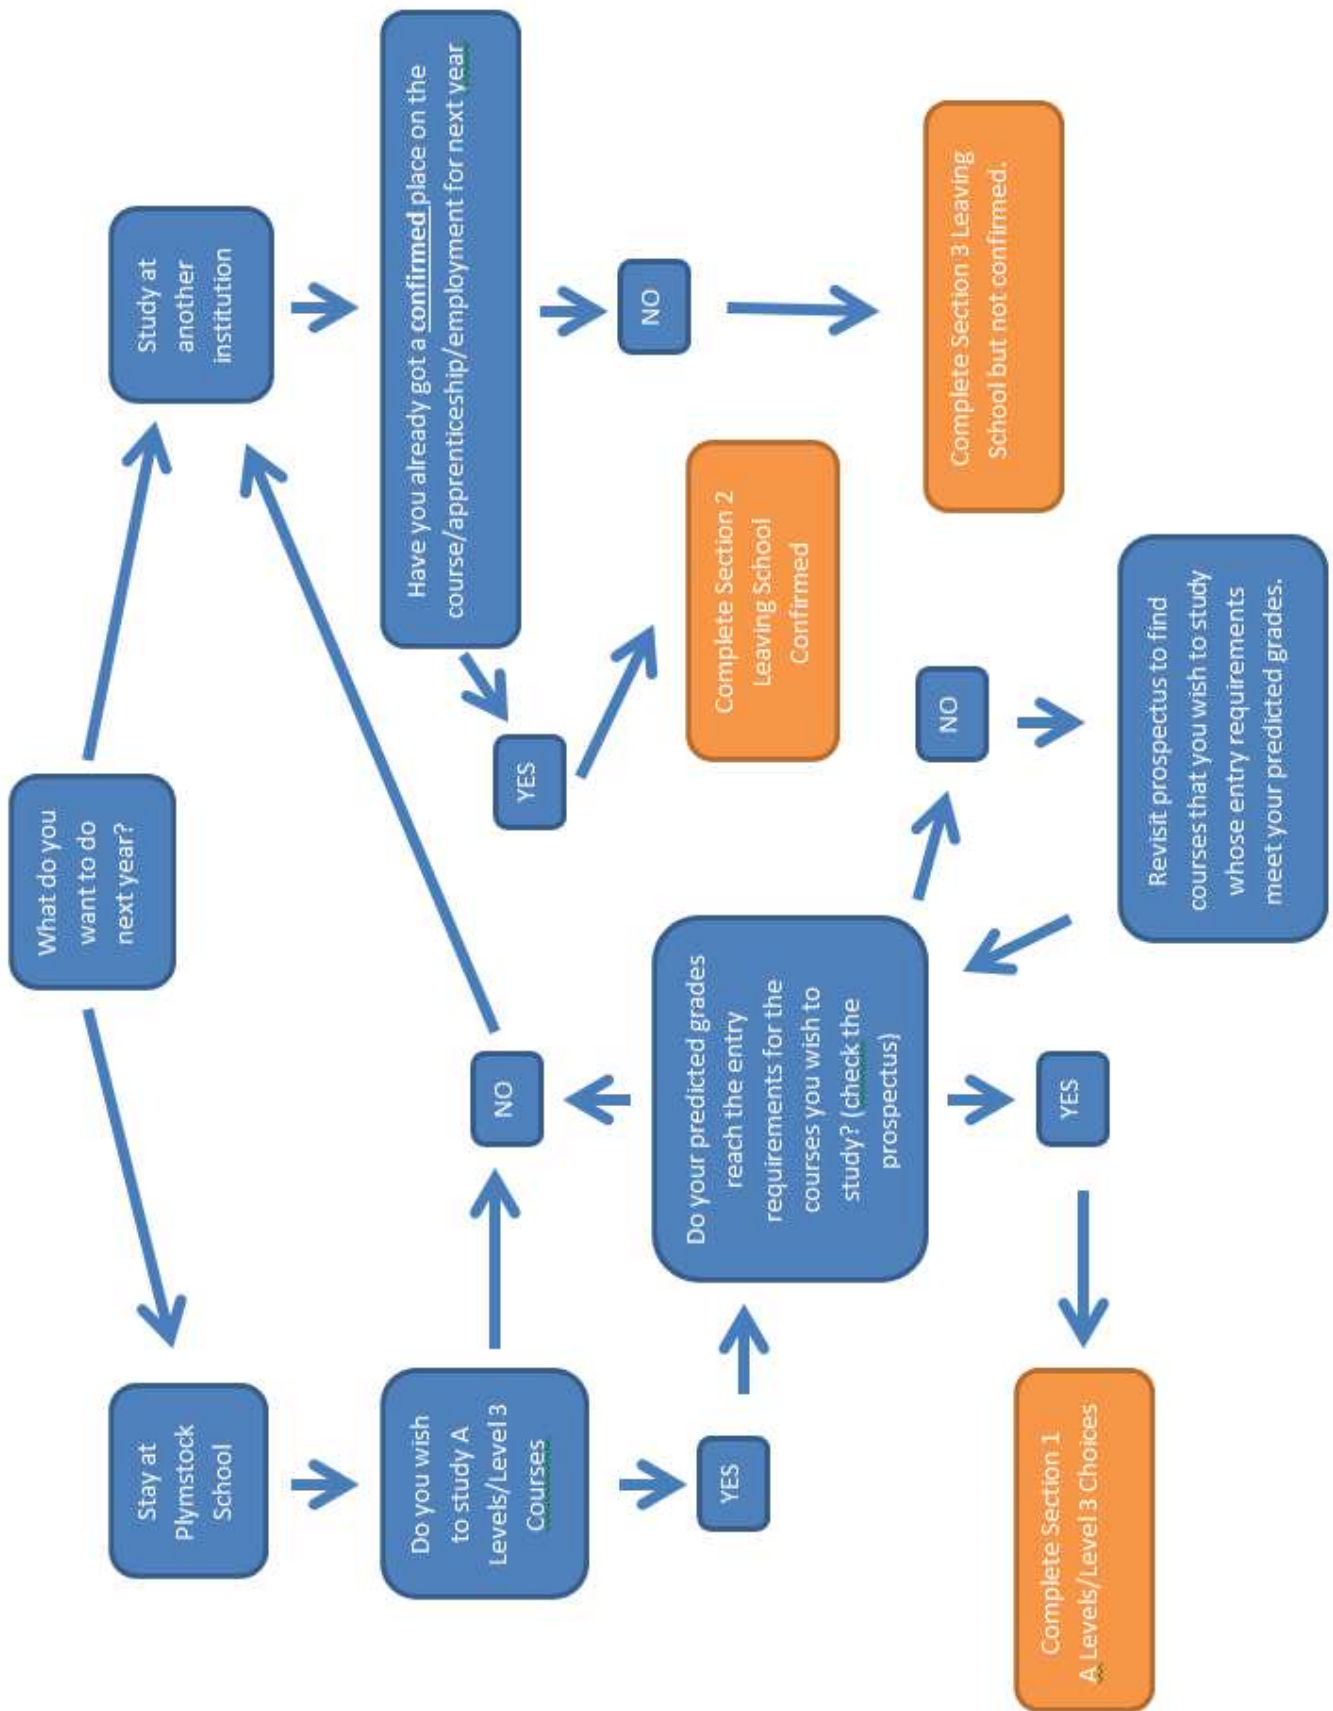 What do you
want to do
next year?
Stay at
Plymstock
School
Study at
another
institution
Do you wish
to study A
Levels/Level 3
Courses
NO
Have you already got a confirmed place on the
course/apprenticeship/employment for next year
YES
NO
YES
Do your predicted grades
reach the entry
requirements for the
courses you wish to
study? (check the
prospectus)
Complete Section 2
Leaving School
Confirmed
NO
Complete Section 3 Leaving
School but not confirmed.
YES
Complete Section 1
A Levels/Level 3 Choices
Revisit prospectus to find
courses that you wish to study
whose entry requirements
meet your predicted grades.